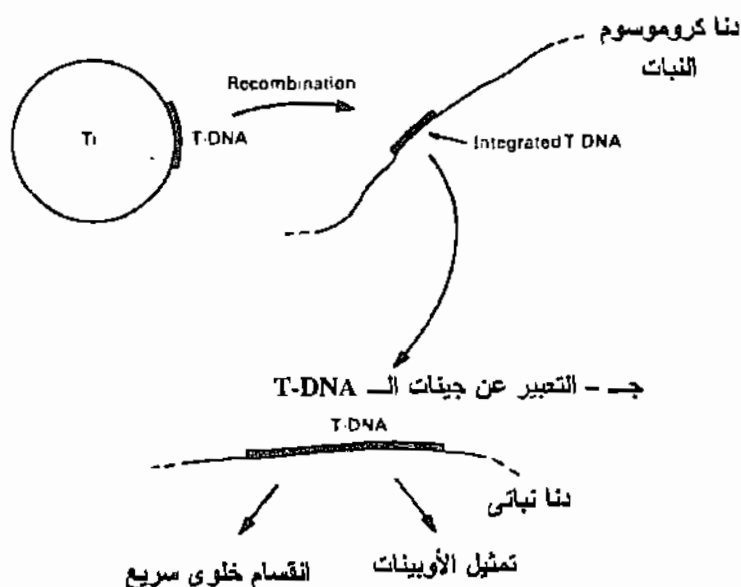 دنا كروموسوم
النبات
Recombination
Ti
T-DNA
Integrated T DNA
جـ - التعبير عن جينات الـ T-DNA
T-DNA
دنا نباتى
تمثيل الأوبينات
انقسام خلوى سريع